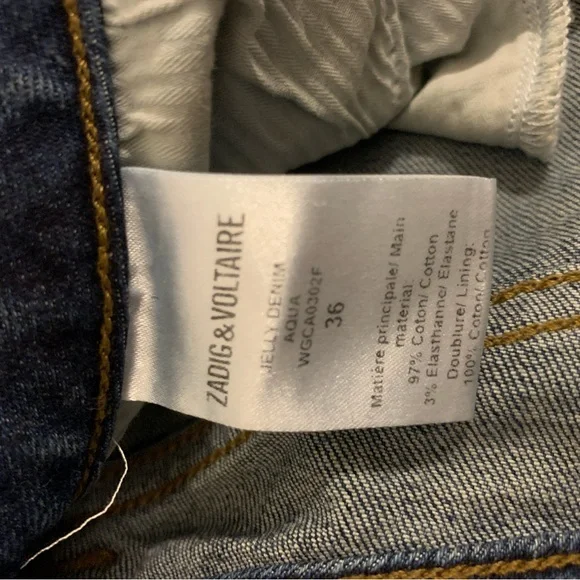 ZADIG & VOLTAIRE
JELLY DENIM
AQUA
WGCA0302F
36
Matière principale/ Main
material:
97% Coton/ Cotton
3% Elasthanne/ Elastane
Doublure/ Lining:
100% Coton/ Cotton